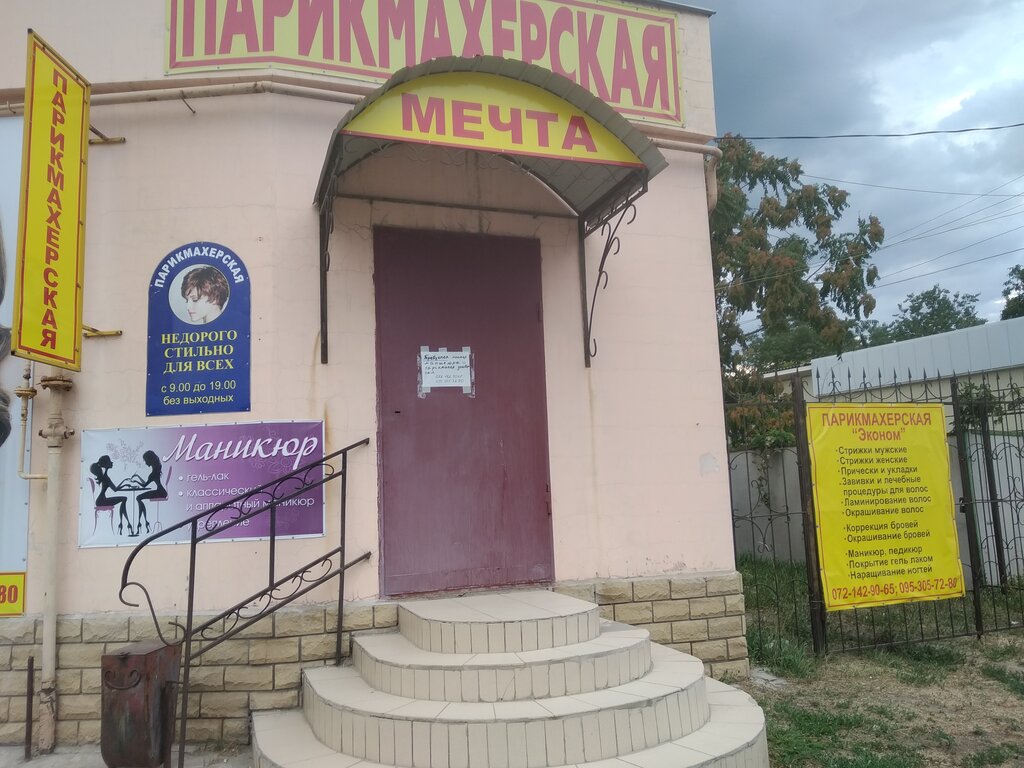 ПАРИКМАХЕРСКАЯ
МЕЧТА
ПАРИКМАХЕРСКАЯ
ПАРИКМАХЕРСКАЯ
НЕДОРОГО
СТИЛЬНО
ДЛЯ ВСЕХ
с 9.00 до 19.00
без выходных
Маникюр
• гель-лак
• классический
и аппаратный маникюр
80
ПАРИКМАХЕРСКАЯ
"Эконом"
•Стрижки мужские
•Стрижки женские
•Прически и укладки
•Завивки и лечебные
процедуры для волос
•Ламинирование волос
•Окрашивание волос
•Коррекция бровей
•Окрашивание бровей
•Маникюр, педикюр
•Покрытие гель лаком
•Наращивание ногтей
072-142-90-65; 095-305-72-80